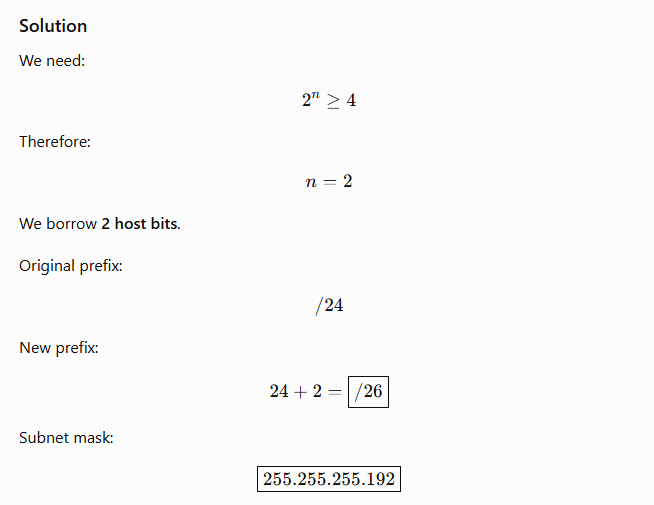 Solution
We need:
2ⁿ ≥ 4
Therefore:
n = 2
We borrow 2 host bits.
Original prefix:
/24
New prefix:
24 + 2 = /26
Subnet mask:
255.255.255.192